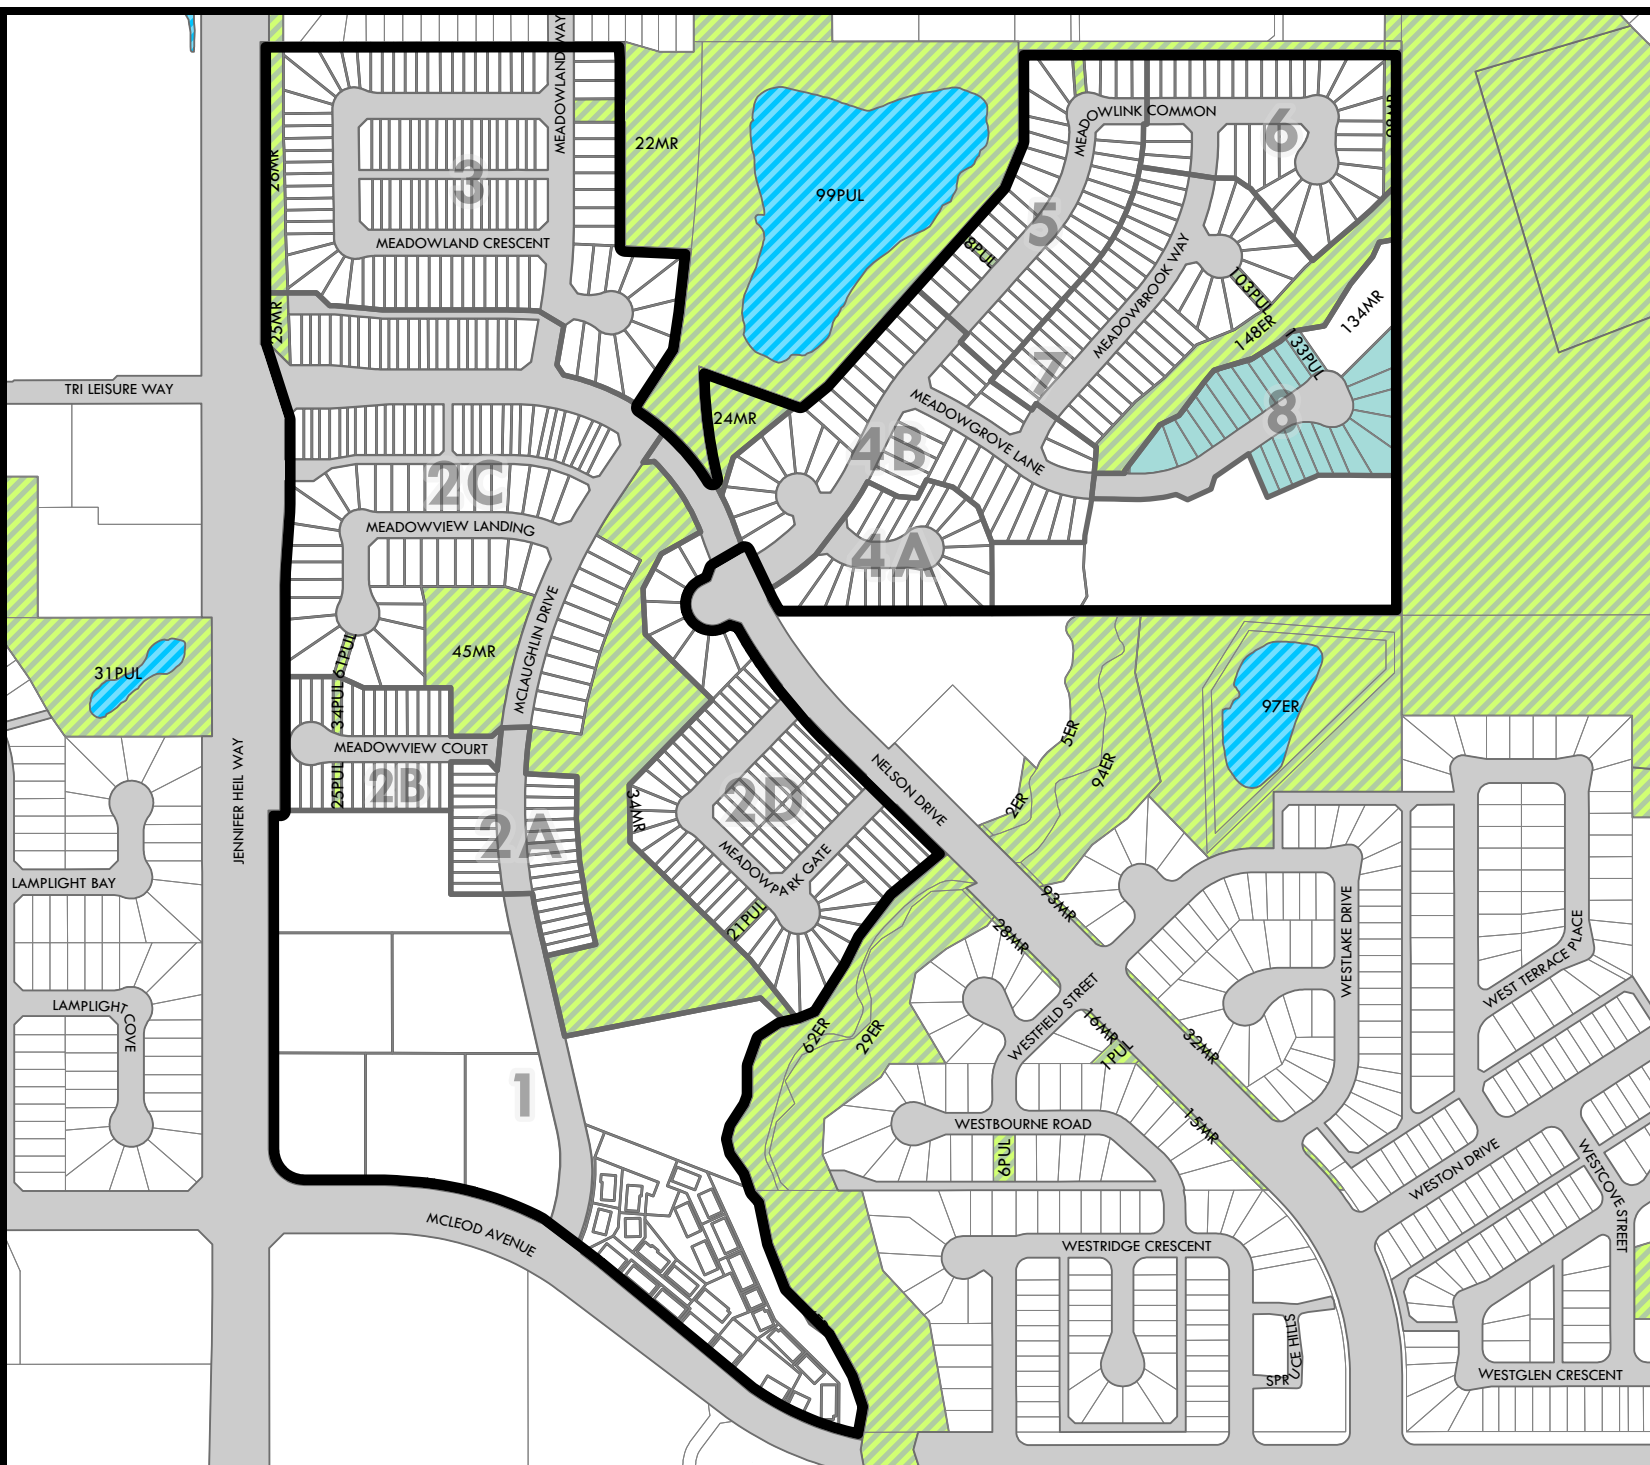 MEADOWLAND WAY
22MR
99PUL
MEADOWLINK COMMON
6
98MR
26MR
3
MEADOWLAND CRESCENT
5
8PUL
MEADOWBROOK WAY
103PUL
148ER
134MR
133PUL
25MR
7
8
TRI LEISURE WAY
24MR
MEADOWGROVE LANE
4B
2C
MEADOWVIEW LANDING
4A
MCLAUGHLIN DRIVE
45MR
61PUL
34PUL
31PUL
97ER
5ER
94ER
2ER
MEADOWVIEW COURT
25PUL
2B
2A
2D
34MR
NELSON DRIVE
JENNIFER HEIL WAY
MEADOWPARK GATE
21PUL
LAMPLIGHT BAY
93MR
28MR
WESTLAKE DRIVE
WEST TERRACE PLACE
LAMPLIGHT COVE
62ER
29ER
WESTFIELD STREET
16MR
1PUL
32MR
1
15MR
WESTBOURNE ROAD
6PUL
WESTON DRIVE
WESTCOVE STREET
MCLEOD AVENUE
WESTRIDGE CRESCENT
SPRUCE HILLS
WESTGLEN CRESCENT